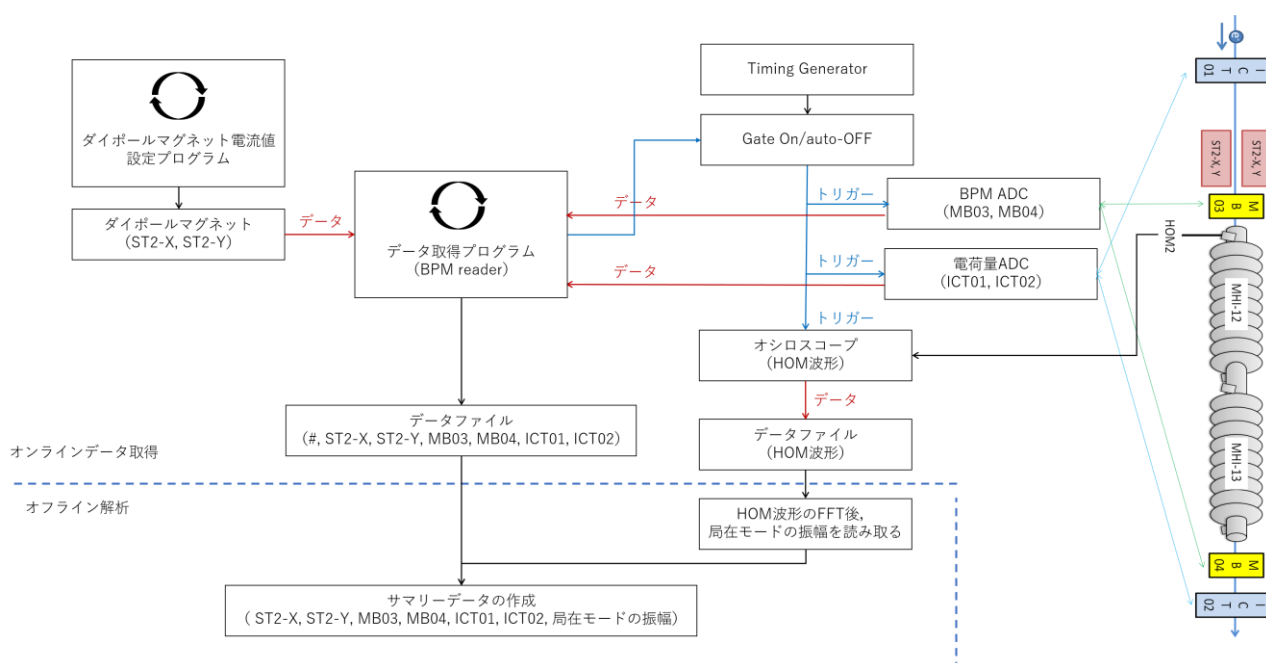 ダイポールマグネット電流値
設定プログラム
ダイポールマグネット
(ST2-X, ST2-Y)
データ
データ取得プログラム
(BPM reader)
Timing Generator
Gate On/auto-OFF
トリガー
データ
BPM ADC
(MB03, MB04)
トリガー
データ
電荷量ADC
(ICT01, ICT02)
トリガー
オシロスコープ
(HOM波形)
データ
データファイル
(HOM波形)
データファイル
(#, ST2-X, ST2-Y, MB03, MB04, ICT01, ICT02)
オンラインデータ取得
オフライン解析
HOM波形のFFT後,
局在モードの振幅を読み取る
サマリーデータの作成
( ST2-X, ST2-Y, MB03, MB04, ICT01, ICT02, 局在モードの振幅)
e
ICT
01
ST2-X, Y
ST2-X, Y
MB
03
HOM2
MHI-12
MHI-13
MB
04
ICT
02